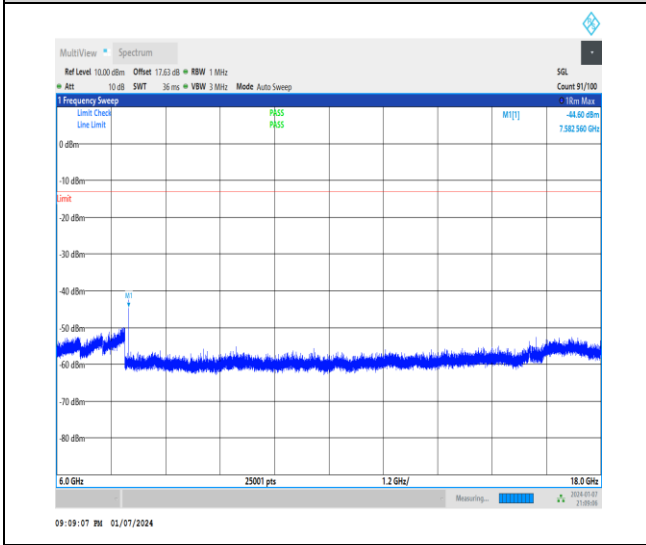 MultiView Spectrum
Ref Level 10.00 dBm Offset 17.63 dB RBW 1 MHz SGL
Att 10 dB SWT 36 ms VBW 3 MHz Mode Auto Sweep Count 91/100
1 Frequency Sweep 1Rm Max
Limit Check PASS M1[1] -44.60 dBm
Line Limit PASS 7.582 560 GHz
0 dBm
-10 dBm
Limit
-20 dBm
-30 dBm
-40 dBm
M1
-50 dBm
-60 dBm
-70 dBm
-80 dBm
6.0 GHz 25001 pts 1.2 GHz/ 18.0 GHz
Measuring... 2024-01-07
21:09:06
09:09:07 PM 01/07/2024